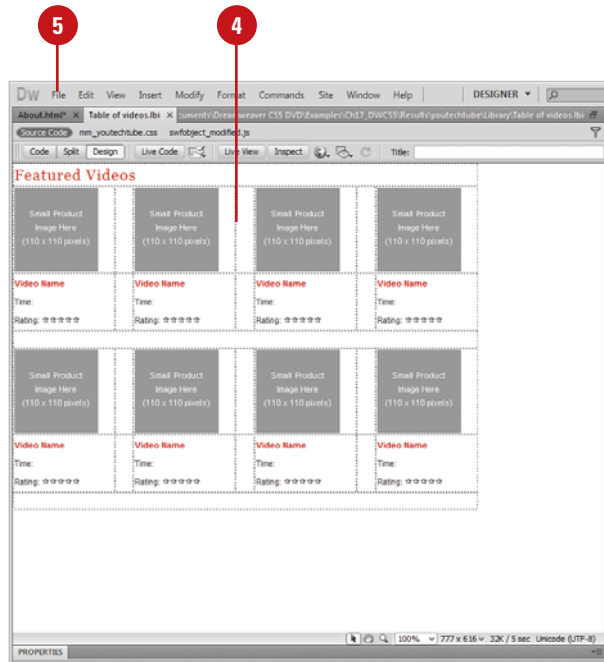 5
4
DW File Edit View Insert Modify Format Commands Site Window Help DESIGNER
About.html* × Table of videos.lbi × cuments\Dreamweaver CS5 DVD\Examples\Ch17_DWCS5\Results\youtechtube\Library\Table of videos.lbi
Source Code mm_youtechtube.css swfobject_modified.js
Code Split Design Live Code Live View Inspect Title:
Featured Videos
Small Product Small Product Small Product Small Product
Image Here Image Here Image Here Image Here
(110 x 110 pixels) (110 x 110 pixels) (110 x 110 pixels) (110 x 110 pixels)
Video Name Video Name Video Name Video Name
Time: Time: Time: Time:
Rating: ☆☆☆☆☆ Rating: ☆☆☆☆☆ Rating: ☆☆☆☆☆ Rating: ☆☆☆☆☆
Small Product Small Product Small Product Small Product
Image Here Image Here Image Here Image Here
(110 x 110 pixels) (110 x 110 pixels) (110 x 110 pixels) (110 x 110 pixels)
Video Name Video Name Video Name Video Name
Time: Time: Time: Time:
Rating: ☆☆☆☆☆ Rating: ☆☆☆☆☆ Rating: ☆☆☆☆☆ Rating: ☆☆☆☆☆
100% 777 x 616 32K / 5 sec Unicode (UTF-8)
PROPERTIES